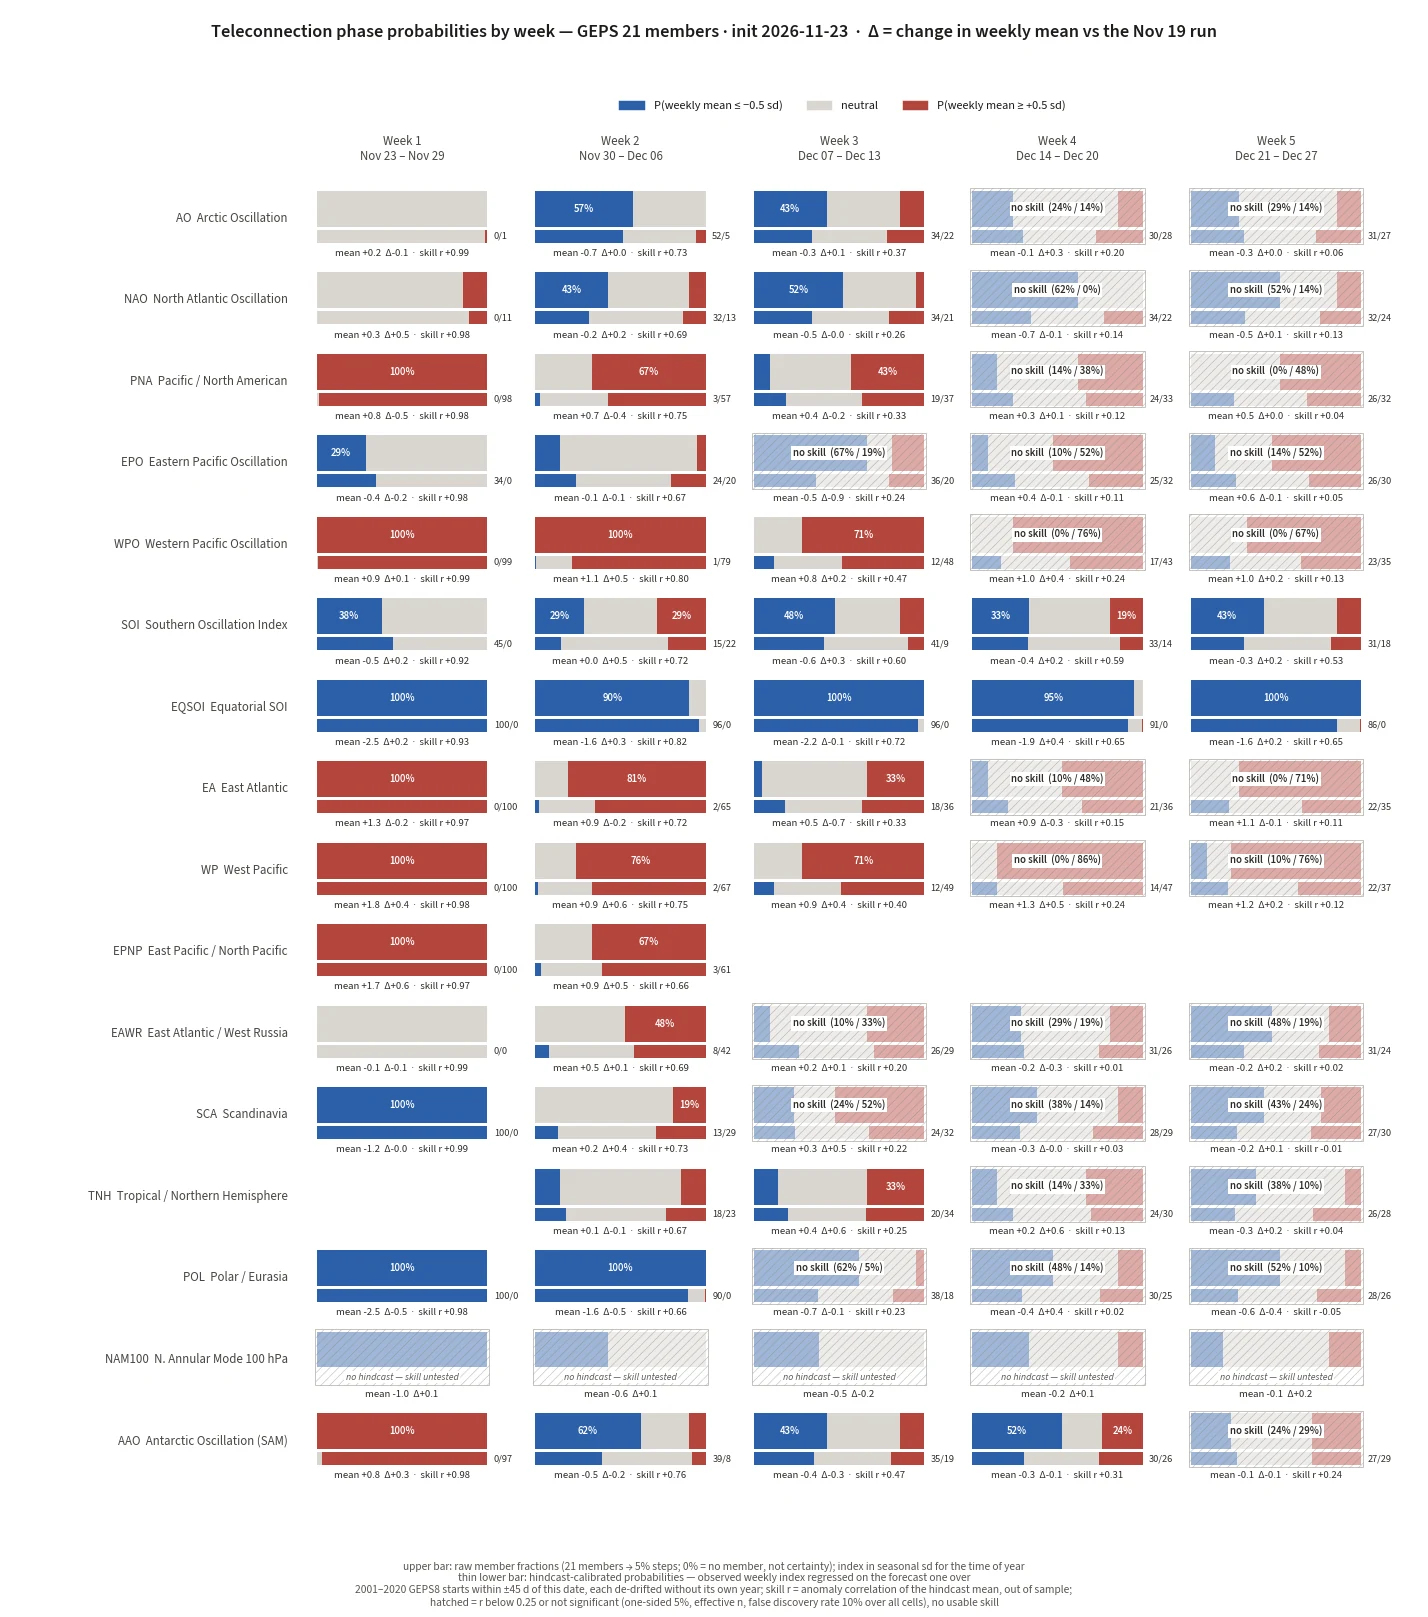 Teleconnection phase probabilities by week — GEPS 21 members · init 2026-11-23 · Δ = change in weekly mean vs the Nov 19 run
P(weekly mean ≤ −0.5 sd) neutral P(weekly mean ≥ +0.5 sd)
Week 1 Week 2 Week 3 Week 4 Week 5
Nov 23 – Nov 29 Nov 30 – Dec 06 Dec 07 – Dec 13 Dec 14 – Dec 20 Dec 21 – Dec 27
AO Arctic Oscillation 57% 43% no skill (24% / 14%) no skill (29% / 14%)
0/1 52/5 34/22 30/28 31/27
mean +0.2 Δ-0.1 · skill r +0.99 mean -0.7 Δ+0.0 · skill r +0.73 mean -0.3 Δ+0.1 · skill r +0.37 mean -0.1 Δ+0.3 · skill r +0.20 mean -0.3 Δ+0.0 · skill r +0.06
NAO North Atlantic Oscillation 43% 52% no skill (62% / 0%) no skill (52% / 14%)
0/11 32/13 34/21 34/22 32/24
mean +0.3 Δ+0.5 · skill r +0.98 mean -0.2 Δ+0.2 · skill r +0.69 mean -0.5 Δ-0.0 · skill r +0.26 mean -0.7 Δ-0.1 · skill r +0.14 mean -0.5 Δ+0.1 · skill r +0.13
PNA Pacific / North American 100% 67% 43% no skill (14% / 38%) no skill (0% / 48%)
0/98 3/57 19/37 24/33 26/32
mean +0.8 Δ-0.5 · skill r +0.98 mean +0.7 Δ-0.4 · skill r +0.75 mean +0.4 Δ-0.2 · skill r +0.33 mean +0.3 Δ+0.1 · skill r +0.12 mean +0.5 Δ+0.0 · skill r +0.04
EPO Eastern Pacific Oscillation 29% no skill (67% / 19%) no skill (10% / 52%) no skill (14% / 52%)
34/0 24/20 36/20 25/32 26/30
mean -0.4 Δ-0.2 · skill r +0.98 mean -0.1 Δ-0.1 · skill r +0.67 mean -0.5 Δ-0.9 · skill r +0.24 mean +0.4 Δ-0.1 · skill r +0.11 mean +0.6 Δ-0.1 · skill r +0.05
WPO Western Pacific Oscillation 100% 100% 71% no skill (0% / 76%) no skill (0% / 67%)
0/99 1/79 12/48 17/43 23/35
mean +0.9 Δ+0.1 · skill r +0.99 mean +1.1 Δ+0.5 · skill r +0.80 mean +0.8 Δ+0.2 · skill r +0.47 mean +1.0 Δ+0.4 · skill r +0.24 mean +1.0 Δ+0.2 · skill r +0.13
SOI Southern Oscillation Index 38% 29% 29% 48% 33% 19% 43%
45/0 15/22 41/9 33/14 31/18
mean -0.5 Δ+0.2 · skill r +0.92 mean +0.0 Δ+0.5 · skill r +0.72 mean -0.6 Δ+0.3 · skill r +0.60 mean -0.4 Δ+0.2 · skill r +0.59 mean -0.3 Δ+0.2 · skill r +0.53
EQSOI Equatorial SOI 100% 90% 100% 95% 100%
100/0 96/0 96/0 91/0 86/0
mean -2.5 Δ+0.2 · skill r +0.93 mean -1.6 Δ+0.3 · skill r +0.82 mean -2.2 Δ-0.1 · skill r +0.72 mean -1.9 Δ+0.4 · skill r +0.65 mean -1.6 Δ+0.2 · skill r +0.65
EA East Atlantic 100% 81% 33% no skill (10% / 48%) no skill (0% / 71%)
0/100 2/65 18/36 21/36 22/35
mean +1.3 Δ-0.2 · skill r +0.97 mean +0.9 Δ-0.2 · skill r +0.72 mean +0.5 Δ-0.7 · skill r +0.33 mean +0.9 Δ-0.3 · skill r +0.15 mean +1.1 Δ-0.1 · skill r +0.11
WP West Pacific 100% 76% 71% no skill (0% / 86%) no skill (10% / 76%)
0/100 2/67 12/49 14/47 22/37
mean +1.8 Δ+0.4 · skill r +0.98 mean +0.9 Δ+0.6 · skill r +0.75 mean +0.9 Δ+0.4 · skill r +0.40 mean +1.3 Δ+0.5 · skill r +0.24 mean +1.2 Δ+0.2 · skill r +0.12
EPNP East Pacific / North Pacific 100% 67%
0/100 3/61
mean +1.7 Δ+0.6 · skill r +0.97 mean +0.9 Δ+0.5 · skill r +0.66
EAWR East Atlantic / West Russia 48% no skill (10% / 33%) no skill (29% / 19%) no skill (48% / 19%)
0/0 8/42 26/29 31/26 31/24
mean -0.1 Δ-0.1 · skill r +0.99 mean +0.5 Δ+0.1 · skill r +0.69 mean +0.2 Δ+0.1 · skill r +0.20 mean -0.2 Δ-0.3 · skill r +0.01 mean -0.2 Δ+0.2 · skill r +0.02
SCA Scandinavia 100% 19% no skill (24% / 52%) no skill (38% / 14%) no skill (43% / 24%)
100/0 13/29 24/32 28/29 27/30
mean -1.2 Δ-0.0 · skill r +0.99 mean +0.2 Δ+0.4 · skill r +0.73 mean +0.3 Δ+0.5 · skill r +0.22 mean -0.3 Δ-0.0 · skill r +0.03 mean -0.2 Δ+0.1 · skill r -0.01
TNH Tropical / Northern Hemisphere 33% no skill (14% / 33%) no skill (38% / 10%)
18/23 20/34 24/30 26/28
mean +0.1 Δ-0.1 · skill r +0.67 mean +0.4 Δ+0.6 · skill r +0.25 mean +0.2 Δ+0.6 · skill r +0.13 mean -0.3 Δ+0.2 · skill r +0.04
POL Polar / Eurasia 100% 100% no skill (62% / 5%) no skill (48% / 14%) no skill (52% / 10%)
100/0 90/0 38/18 30/25 28/26
mean -2.5 Δ-0.5 · skill r +0.98 mean -1.6 Δ-0.5 · skill r +0.66 mean -0.7 Δ-0.1 · skill r +0.23 mean -0.4 Δ+0.4 · skill r +0.02 mean -0.6 Δ-0.4 · skill r -0.05
NAM100 N. Annular Mode 100 hPa
no hindcast — skill untested no hindcast — skill untested no hindcast — skill untested no hindcast — skill untested no hindcast — skill untested
mean -1.0 Δ+0.1 mean -0.6 Δ+0.1 mean -0.5 Δ-0.2 mean -0.2 Δ+0.1 mean -0.1 Δ+0.2
AAO Antarctic Oscillation (SAM) 100% 62% 43% 52% 24% no skill (24% / 29%)
0/97 39/8 35/19 30/26 27/29
mean +0.8 Δ+0.3 · skill r +0.98 mean -0.5 Δ-0.2 · skill r +0.76 mean -0.4 Δ-0.3 · skill r +0.47 mean -0.3 Δ-0.1 · skill r +0.31 mean -0.1 Δ-0.1 · skill r +0.24
upper bar: raw member fractions (21 members → 5% steps; 0% = no member, not certainty); index in seasonal sd for the time of year
thin lower bar: hindcast-calibrated probabilities — observed weekly index regressed on the forecast one over
2001–2020 GEPS8 starts within ±45 d of this date, each de-drifted without its own year; skill r = anomaly correlation of the hindcast mean, out of sample;
hatched = r below 0.25 or not significant (one-sided 5%, effective n, false discovery rate 10% over all cells), no usable skill